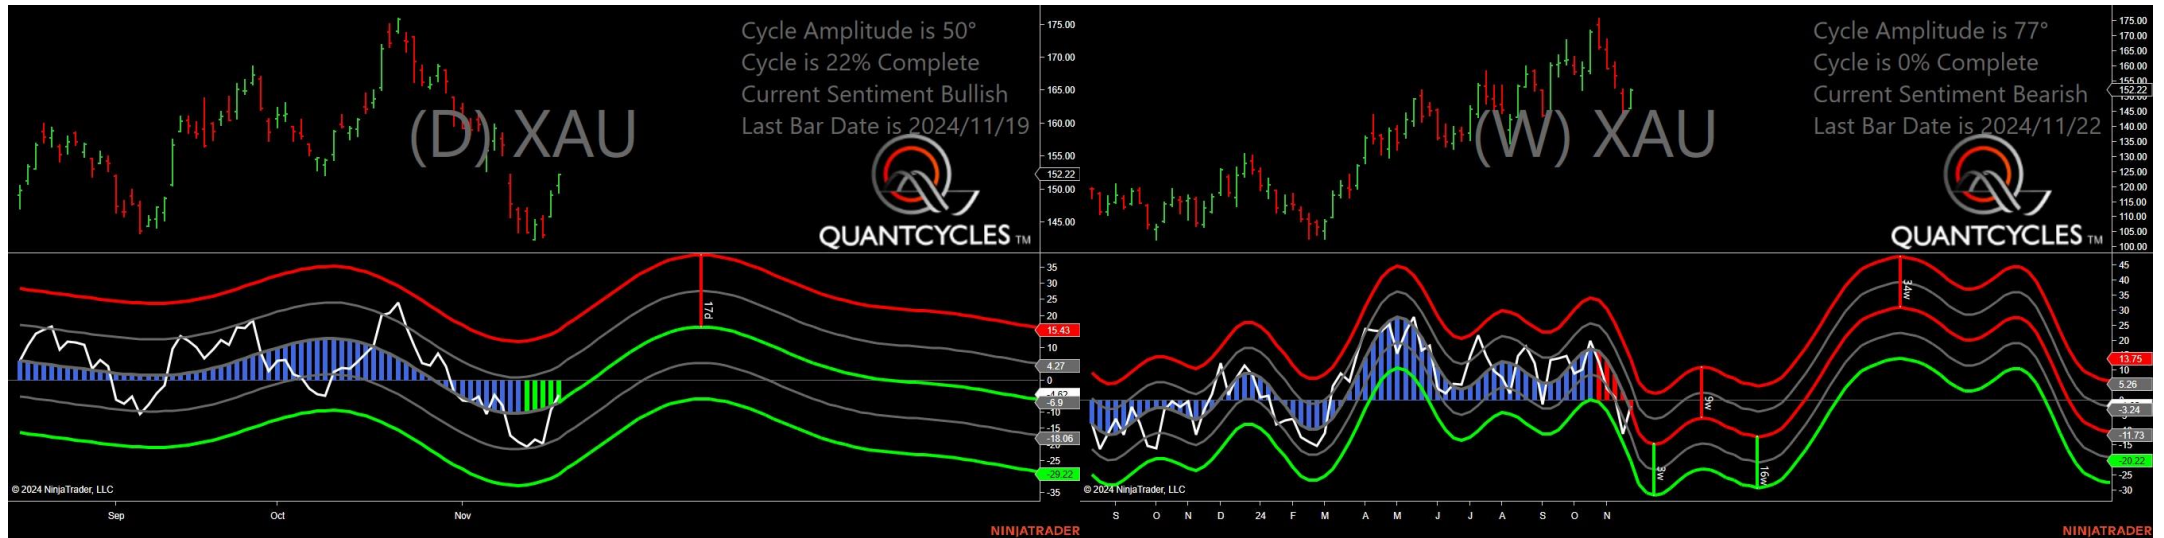 Cycle Amplitude is 50°
Cycle is 22% Complete
Current Sentiment Bullish
Last Bar Date is 2024/11/19
(D) XAU
QUANTCYCLES TM
175.00
170.00
165.00
160.00
155.00
152.22
150.00
145.00
35
30
25
20
15.43
10
4.27
0
-6.9
-10
-15
-18.06
-25
-29.22
-35
17d
© 2024 NinjaTrader, LLC
Sep
Oct
Nov
NINJATRADER
Cycle Amplitude is 77°
Cycle is 0% Complete
Current Sentiment Bearish
Last Bar Date is 2024/11/22
(W) XAU
QUANTCYCLES TM
175.00
170.00
165.00
160.00
155.00
152.22
145.00
140.00
135.00
130.00
125.00
120.00
115.00
110.00
105.00
100.00
45
40
35
30
25
20
13.75
10
5.26
-3.24
-11.73
-15
-20.22
-25
-30
34w
9w
3w
16w
© 2024 NinjaTrader, LLC
S O N D 24 F M A M J J A S O N
NINJATRADER